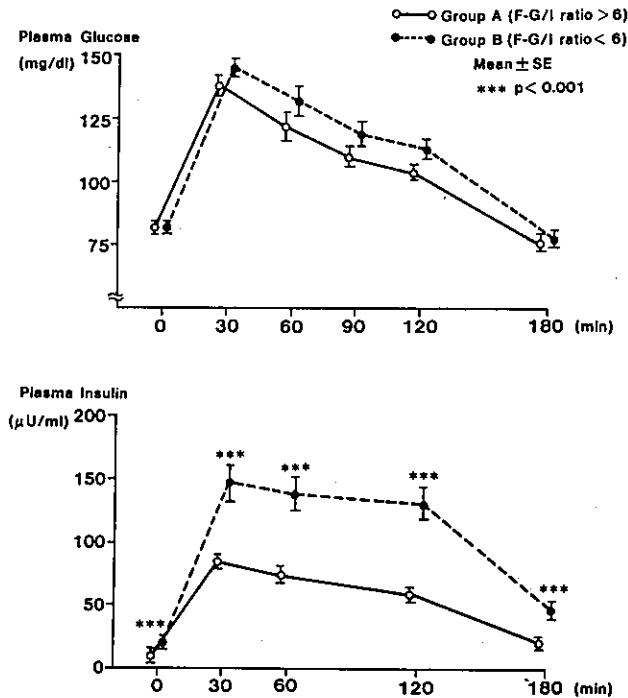 Group A (F-G/I ratio > 6)
Group B (F-G/I ratio < 6)
Mean ± SE
*** p < 0.001
Plasma Glucose
(mg/dl)
150
125
100
75
0 30 60 90 120 180 (min)
Plasma Insulin
(μU/ml)
200
150
100
50
0
*** *** *** *** ***
0 30 60 90 120 180 (min)